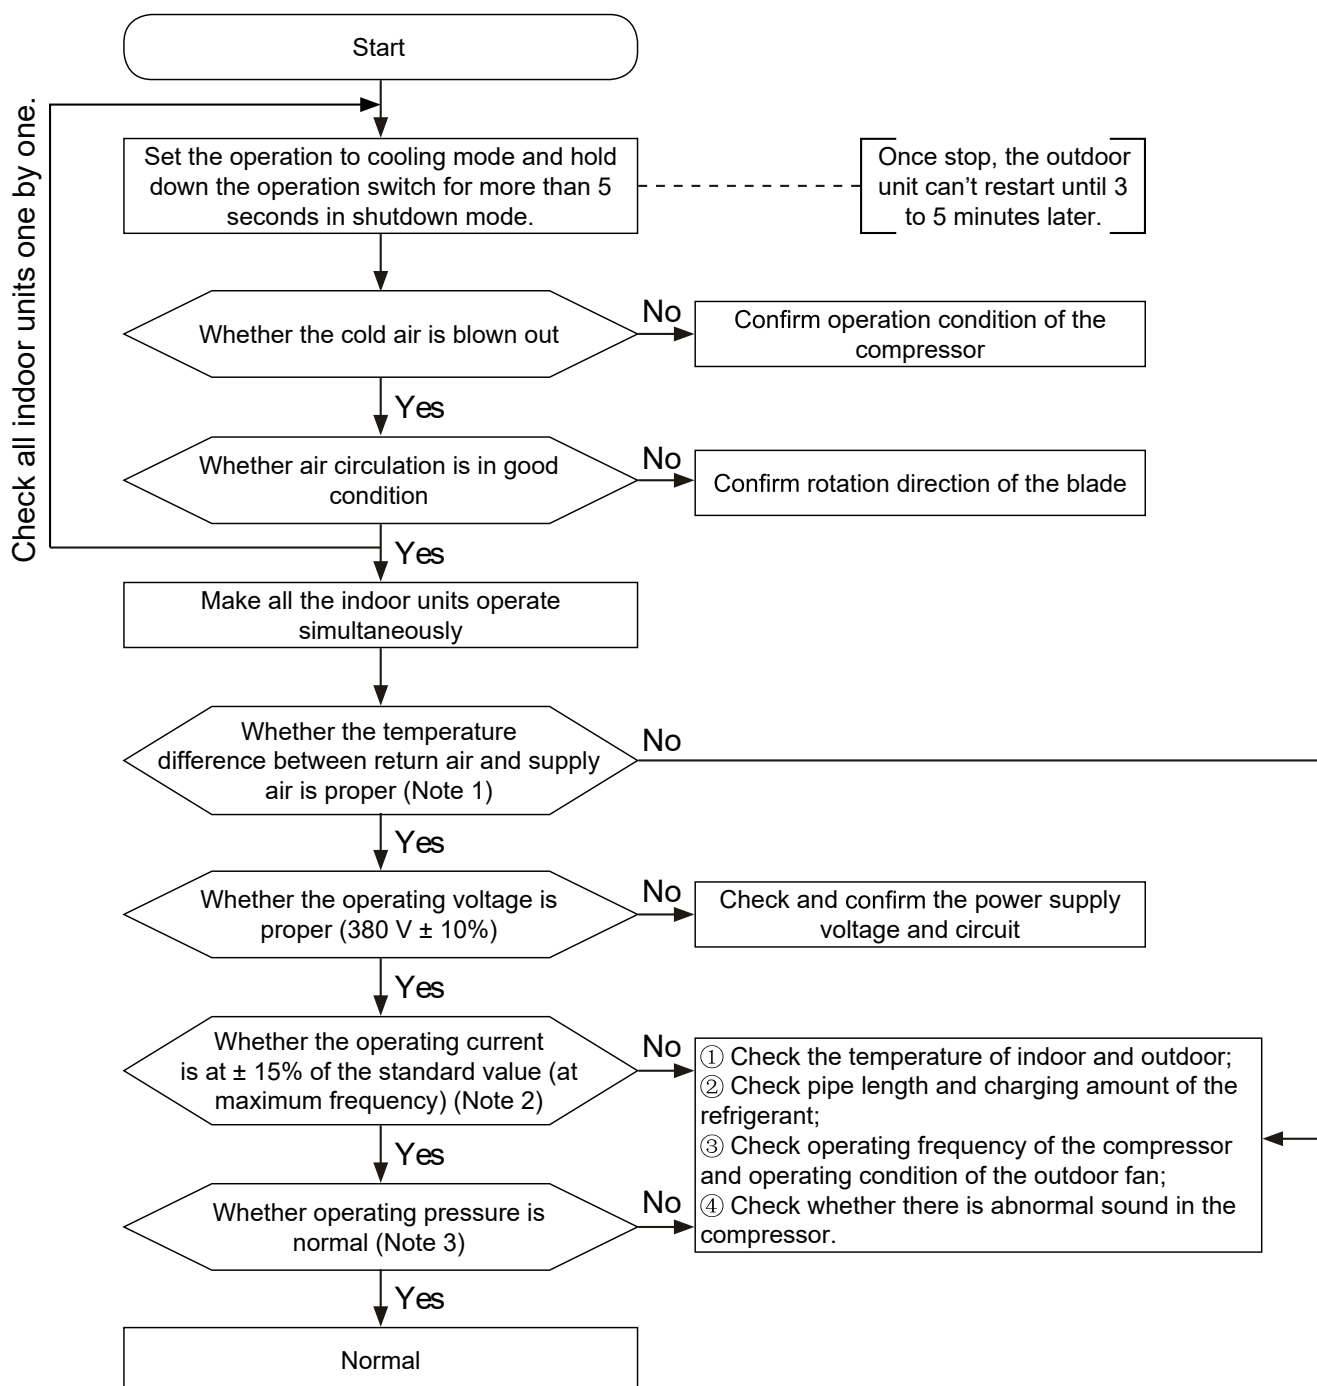 Start
Check all indoor units one by one.
Set the operation to cooling mode and hold
down the operation switch for more than 5
seconds in shutdown mode.
Once stop, the outdoor
unit can't restart until 3
to 5 minutes later.
Whether the cold air is blown out
No
Confirm operation condition of the
compressor
Yes
Whether air circulation is in good
condition
No
Confirm rotation direction of the blade
Yes
Make all the indoor units operate
simultaneously
Whether the temperature
difference between return air and supply
air is proper (Note 1)
No
Yes
Whether the operating voltage is
proper (380 V ± 10%)
No
Check and confirm the power supply
voltage and circuit
Yes
Whether the operating current
is at ± 15% of the standard value (at
maximum frequency) (Note 2)
No
① Check the temperature of indoor and outdoor;
② Check pipe length and charging amount of the
refrigerant;
③ Check operating frequency of the compressor
and operating condition of the outdoor fan;
④ Check whether there is abnormal sound in the
compressor.
Yes
Whether operating pressure is
normal (Note 3)
No
Yes
Normal